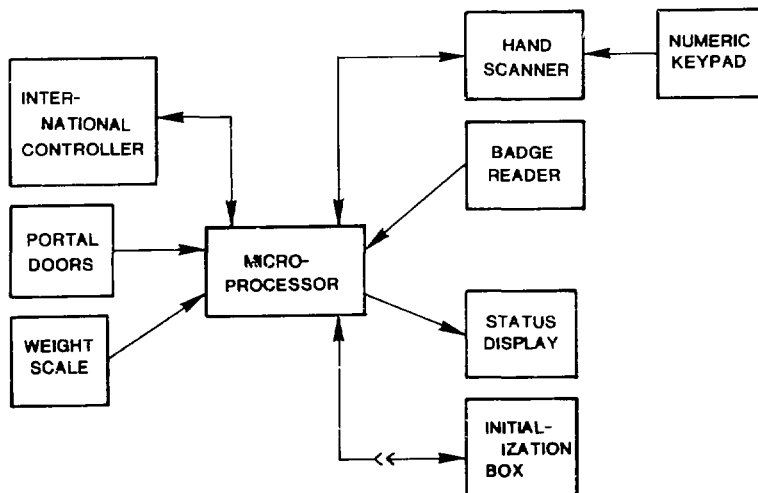 HAND
SCANNER
NUMERIC
KEYPAD
INTER-
NATIONAL
CONTROLLER
BADGE
READER
PORTAL
DOORS
MICRO-
PROCESSOR
WEIGHT
SCALE
STATUS
DISPLAY
INITIAL-
IZATION
BOX